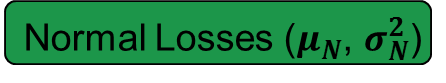 Normal Losses (𝝁_N, 𝝈_N^2)